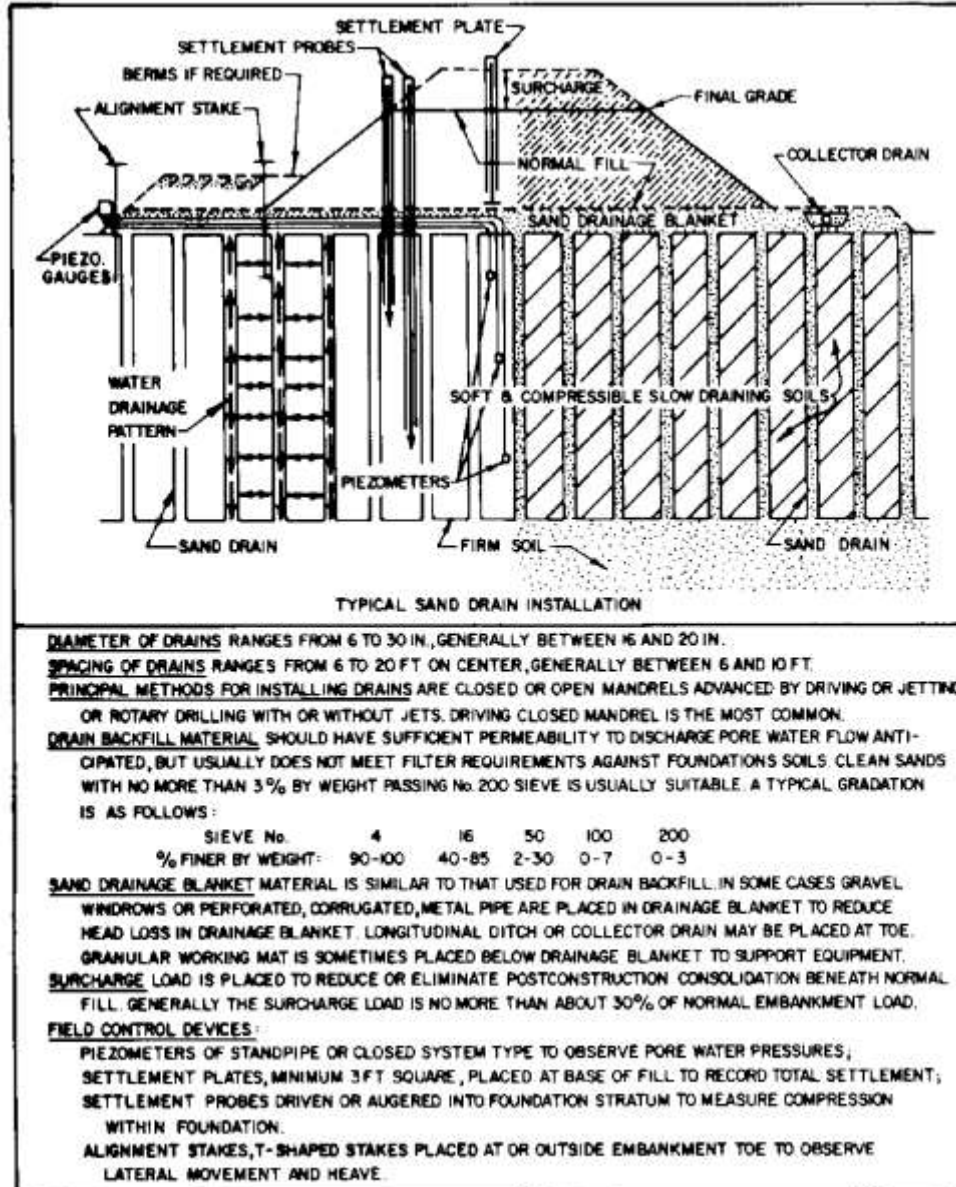 SETTLEMENT PLATE
SETTLEMENT PROBES
BERMS IF REQUIRED
ALIGNMENT STAKE
SURCHARGE
FINAL GRADE
NORMAL FILL
COLLECTOR DRAIN
SAND DRAINAGE BLANKET
PIEZO.
GAUGES
WATER
DRAINAGE
PATTERN
SOFT & COMPRESSIBLE SLOW DRAINING SOILS
PIEZOMETERS
SAND DRAIN
FIRM SOIL
SAND DRAIN
TYPICAL SAND DRAIN INSTALLATION
DIAMETER OF DRAINS RANGES FROM 6 TO 30 IN., GENERALLY BETWEEN 16 AND 20 IN.
SPACING OF DRAINS RANGES FROM 6 TO 20 FT ON CENTER, GENERALLY BETWEEN 6 AND 10 FT.
PRINCIPAL METHODS FOR INSTALLING DRAINS ARE CLOSED OR OPEN MANDRELS ADVANCED BY DRIVING OR JETTING
OR ROTARY DRILLING WITH OR WITHOUT JETS. DRIVING CLOSED MANDREL IS THE MOST COMMON.
DRAIN BACKFILL MATERIAL SHOULD HAVE SUFFICIENT PERMEABILITY TO DISCHARGE PORE WATER FLOW ANTI-
CIPATED, BUT USUALLY DOES NOT MEET FILTER REQUIREMENTS AGAINST FOUNDATIONS SOILS. CLEAN SANDS
WITH NO MORE THAN 3% BY WEIGHT PASSING No. 200 SIEVE IS USUALLY SUITABLE. A TYPICAL GRADATION
IS AS FOLLOWS:
SIEVE No. 4 16 50 100 200
% FINER BY WEIGHT: 90-100 40-85 2-30 0-7 0-3
SAND DRAINAGE BLANKET MATERIAL IS SIMILAR TO THAT USED FOR DRAIN BACKFILL. IN SOME CASES GRAVEL
WINDROWS OR PERFORATED, CORRUGATED, METAL PIPE ARE PLACED IN DRAINAGE BLANKET TO REDUCE
HEAD LOSS IN DRAINAGE BLANKET. LONGITUDINAL DITCH OR COLLECTOR DRAIN MAY BE PLACED AT TOE.
GRANULAR WORKING MAT IS SOMETIMES PLACED BELOW DRAINAGE BLANKET TO SUPPORT EQUIPMENT.
SURCHARGE LOAD IS PLACED TO REDUCE OR ELIMINATE POSTCONSTRUCTION CONSOLIDATION BENEATH NORMAL
FILL. GENERALLY THE SURCHARGE LOAD IS NO MORE THAN ABOUT 30% OF NORMAL EMBANKMENT LOAD.
FIELD CONTROL DEVICES:
PIEZOMETERS OF STANDPIPE OR CLOSED SYSTEM TYPE TO OBSERVE PORE WATER PRESSURES;
SETTLEMENT PLATES, MINIMUM 3 FT SQUARE, PLACED AT BASE OF FILL TO RECORD TOTAL SETTLEMENT;
SETTLEMENT PROBES DRIVEN OR AUGERED INTO FOUNDATION STRATUM TO MEASURE COMPRESSION
WITHIN FOUNDATION.
ALIGNMENT STAKES, T-SHAPED STAKES PLACED AT OR OUTSIDE EMBANKMENT TOE TO OBSERVE
LATERAL MOVEMENT AND HEAVE.